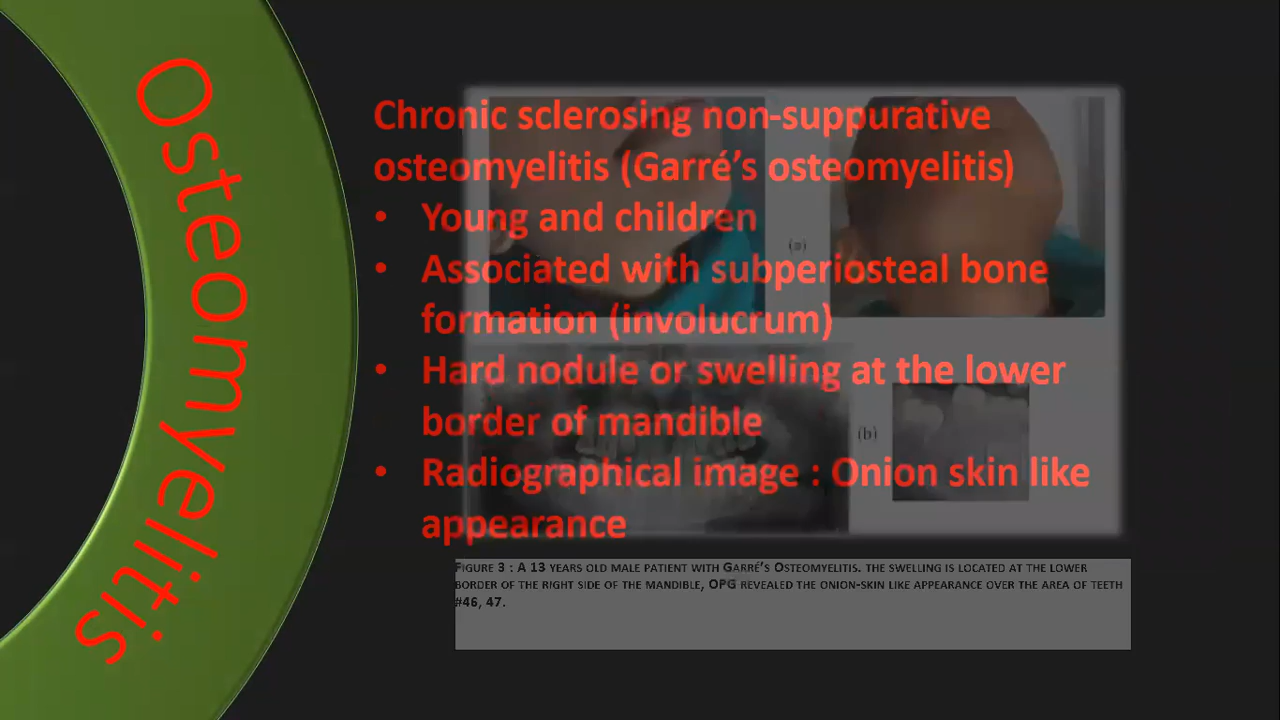 Osteomyelitis
Chronic sclerosing non-suppurative
osteomyelitis (Garré’s osteomyelitis)
• Young and children
• Associated with subperiosteal bone
formation (involucrum)
• Hard nodule or swelling at the lower
border of mandible
• Radiographical image : Onion skin like
appearance
(a)
(b)
FIGURE 3 : A 13 YEARS OLD MALE PATIENT WITH GARRÉ’S OSTEOMYELITIS. THE SWELLING IS LOCATED AT THE LOWER
BORDER OF THE RIGHT SIDE OF THE MANDIBLE, OPG REVEALED THE ONION-SKIN LIKE APPEARANCE OVER THE AREA OF TEETH
#46, 47.